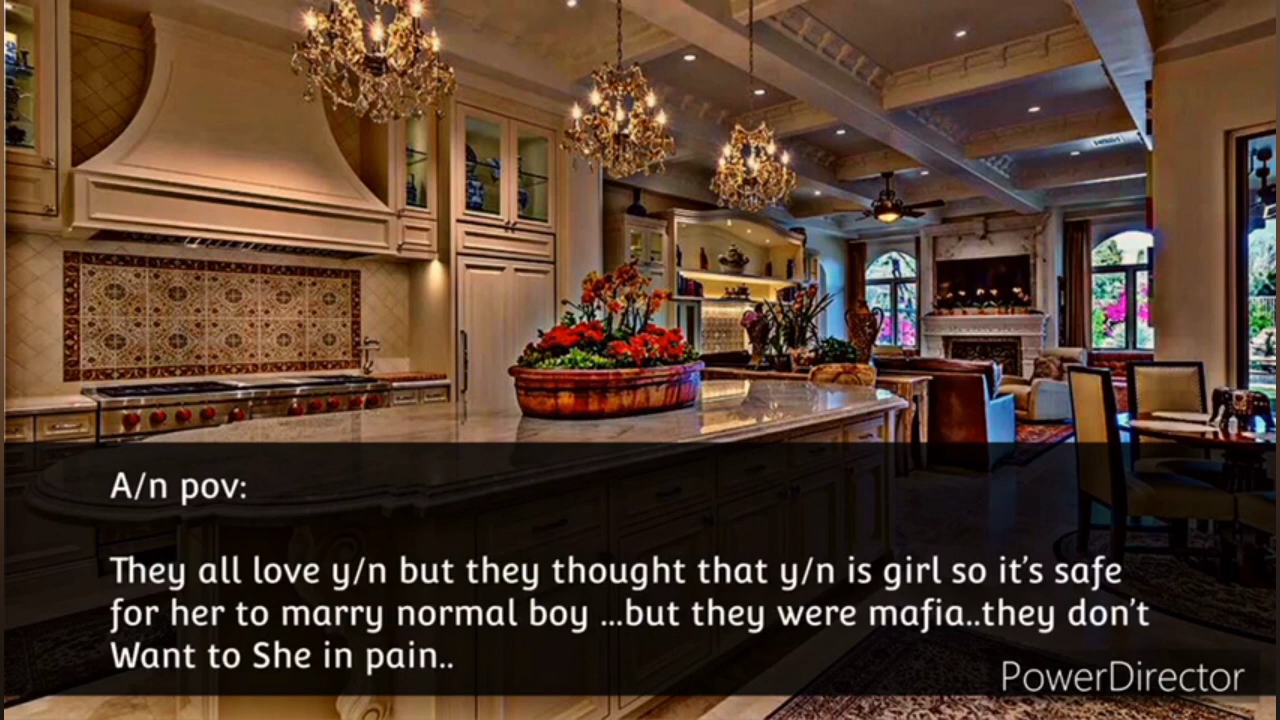 A/n pov:
They all love y/n but they thought that y/n is girl so it's safe
for her to marry normal boy ...but they were mafia..they don't
Want to She in pain..
PowerDirector